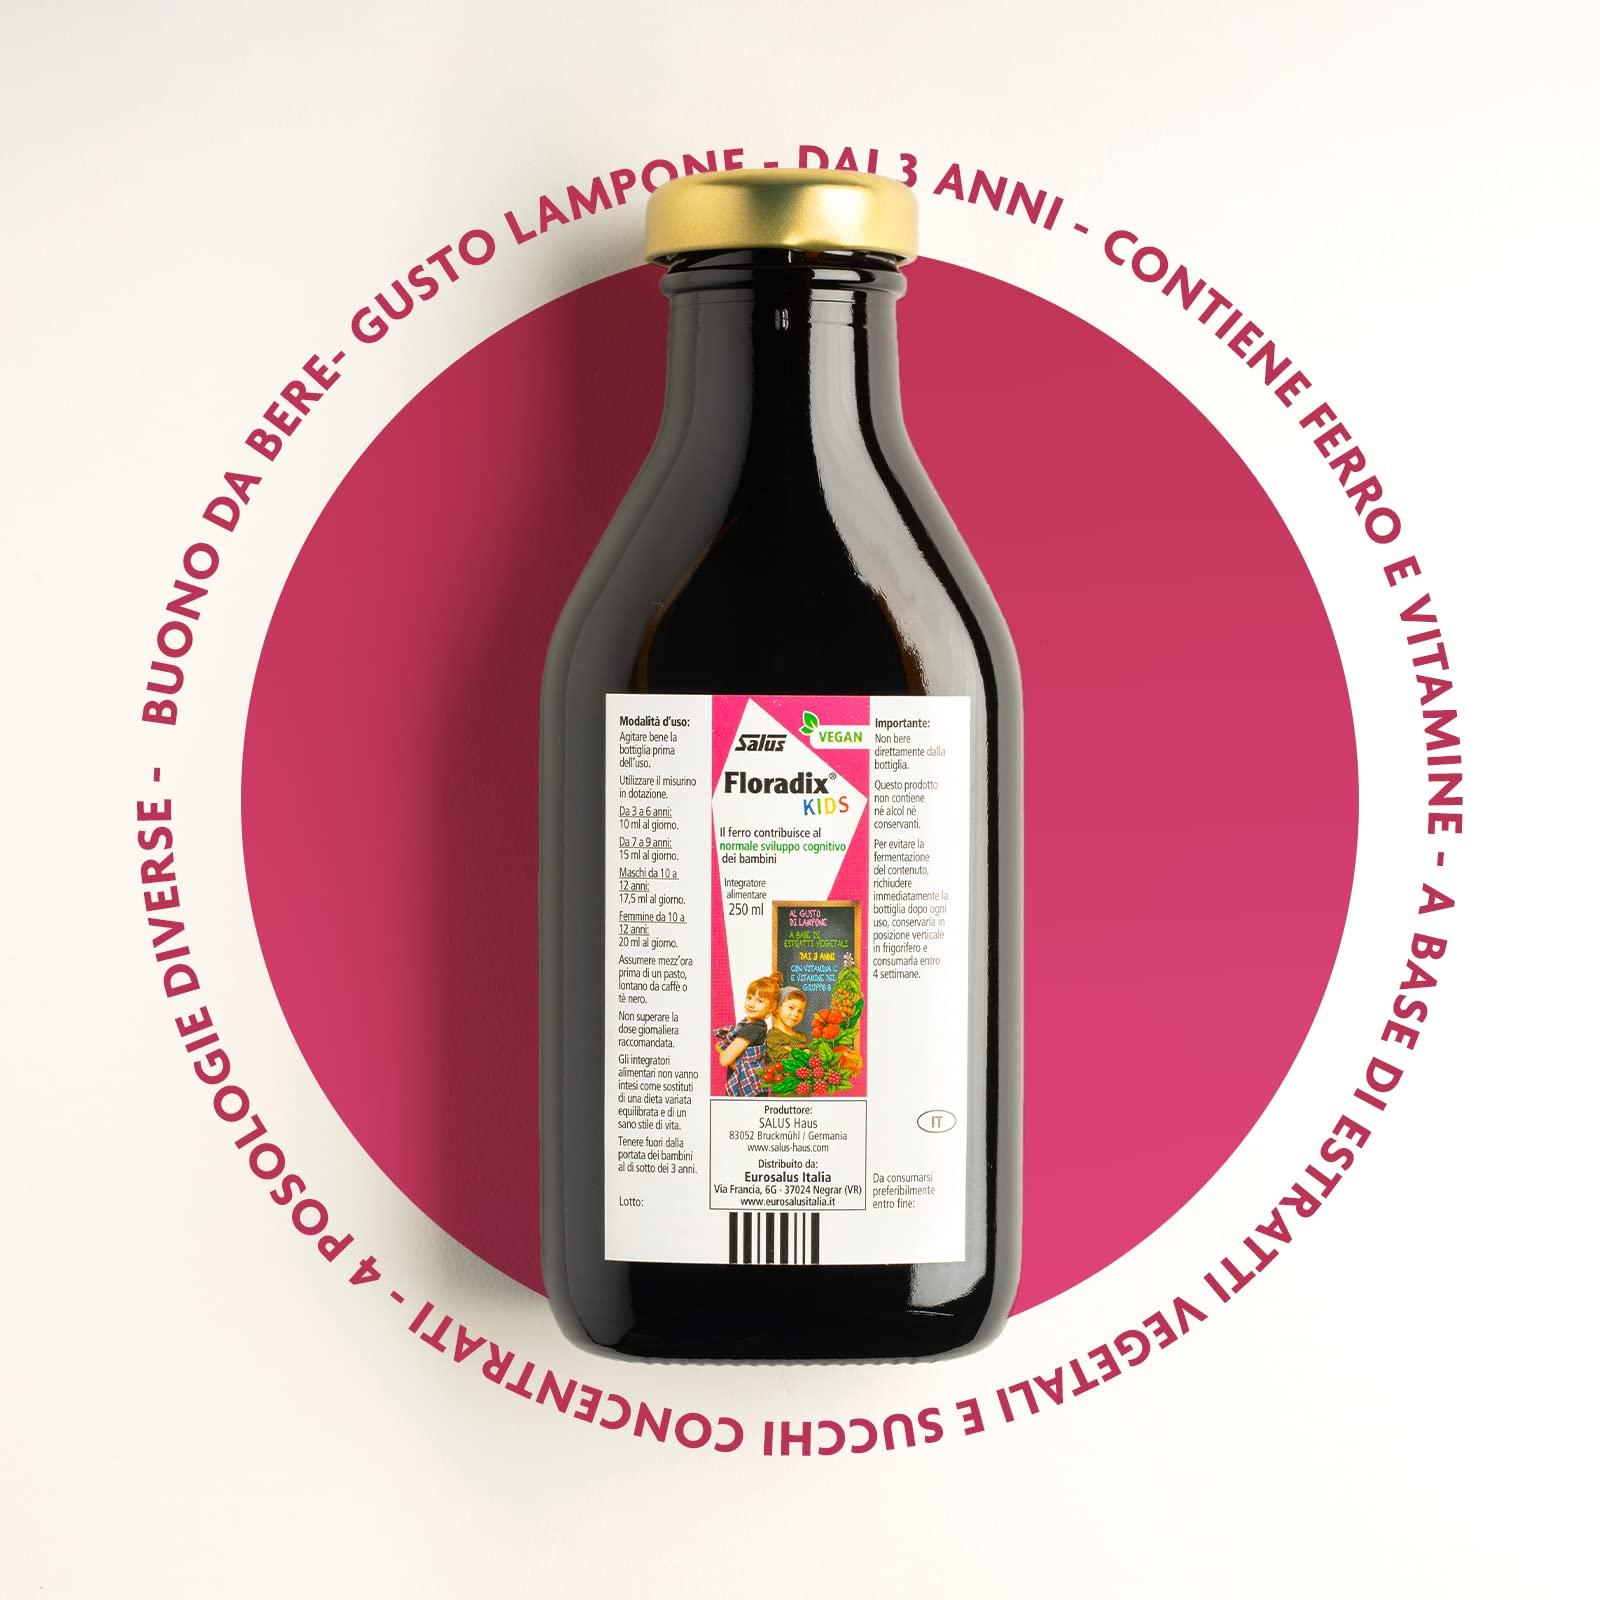 BUONO DA BERE- GUSTO LAMPONE - DAI 3 ANNI - CONTIENE FERRO E VITAMINE - A BASE DI ESTRATTI VEGETALI E SUCCHI CONCENTRATI - 4 POSOLOGIE DIVERSE -
Modalità d'uso:
Agitare bene la
bottiglia prima
dell'uso.
Utilizzare il misurino
in dotazione.
Da 3 a 6 anni:
10 ml al giorno.
Da 7 a 9 anni:
15 ml al giorno.
Maschi da 10 a
12 anni:
17,5 ml al giorno.
Femmine da 10 a
12 anni:
20 ml al giorno.
Assumere mezz'ora
prima di un pasto,
lontano da caffè o
tè nero.
Non superare la
dose giornaliera
raccomandata.
Gli integratori
alimentari non vanno
intesi come sostituti
di una dieta variata
equilibrata e di un
sano stile di vita.
Tenere fuori dalla
portata dei bambini
al di sotto dei 3 anni.
Lotto:
Salus
VEGAN
Floradix®
KIDS
Il ferro contribuisce al
normale sviluppo cognitivo
dei bambini
Integratore
alimentare
250 ml
AL GUSTO
DI LAMPONE
A BASE DI
ESTRATTI VEGETALI
DAI 3 ANNI
CON VITAMINA C
E VITAMINE DEL
GRUPPO B
Produttore:
SALUS Haus
83052 Bruckmühl / Germania
www.salus-haus.com
Distribuito da:
Eurosalus Italia
Via Francia, 6G · 37024 Negrar (VR)
www.eurosalusitalia.it
Importante:
Non bere
direttamente dalla
bottiglia.
Questo prodotto
non contiene
né alcol né
conservanti.
Per evitare la
fermentazione
del contenuto,
richiudere
immediatamente la
bottiglia dopo ogni
uso, conservarla in
posizione verticale
in frigorifero e
consumarla entro
4 settimane.
IT
Da consumarsi
preferibilmente
entro fine: